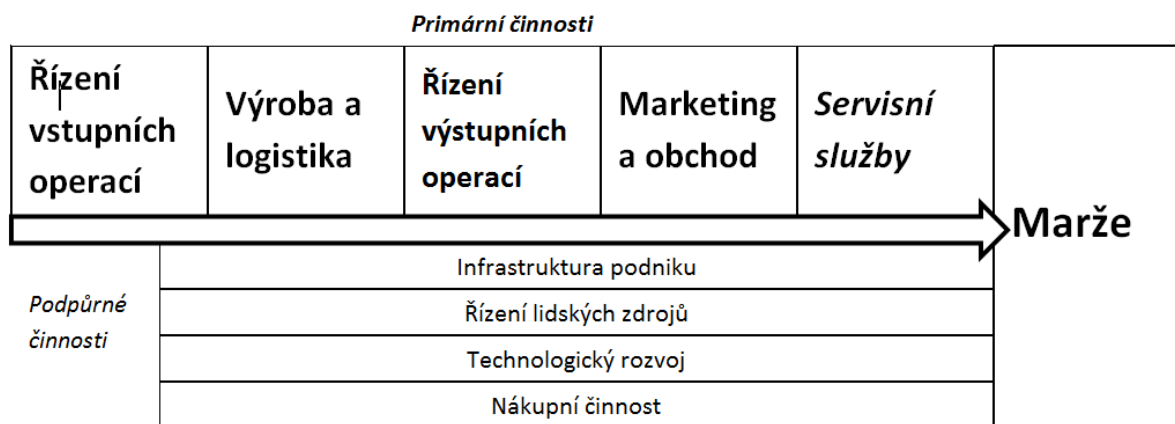 Primární činnosti
Řízení
vstupních
operací
Výroba a
logistika
Řízení
výstupních
operací
Marketing
a obchod
Servisní
služby
Marže
Podpůrné
činnosti
Infrastruktura podniku
Řízení lidských zdrojů
Technologický rozvoj
Nákupní činnost